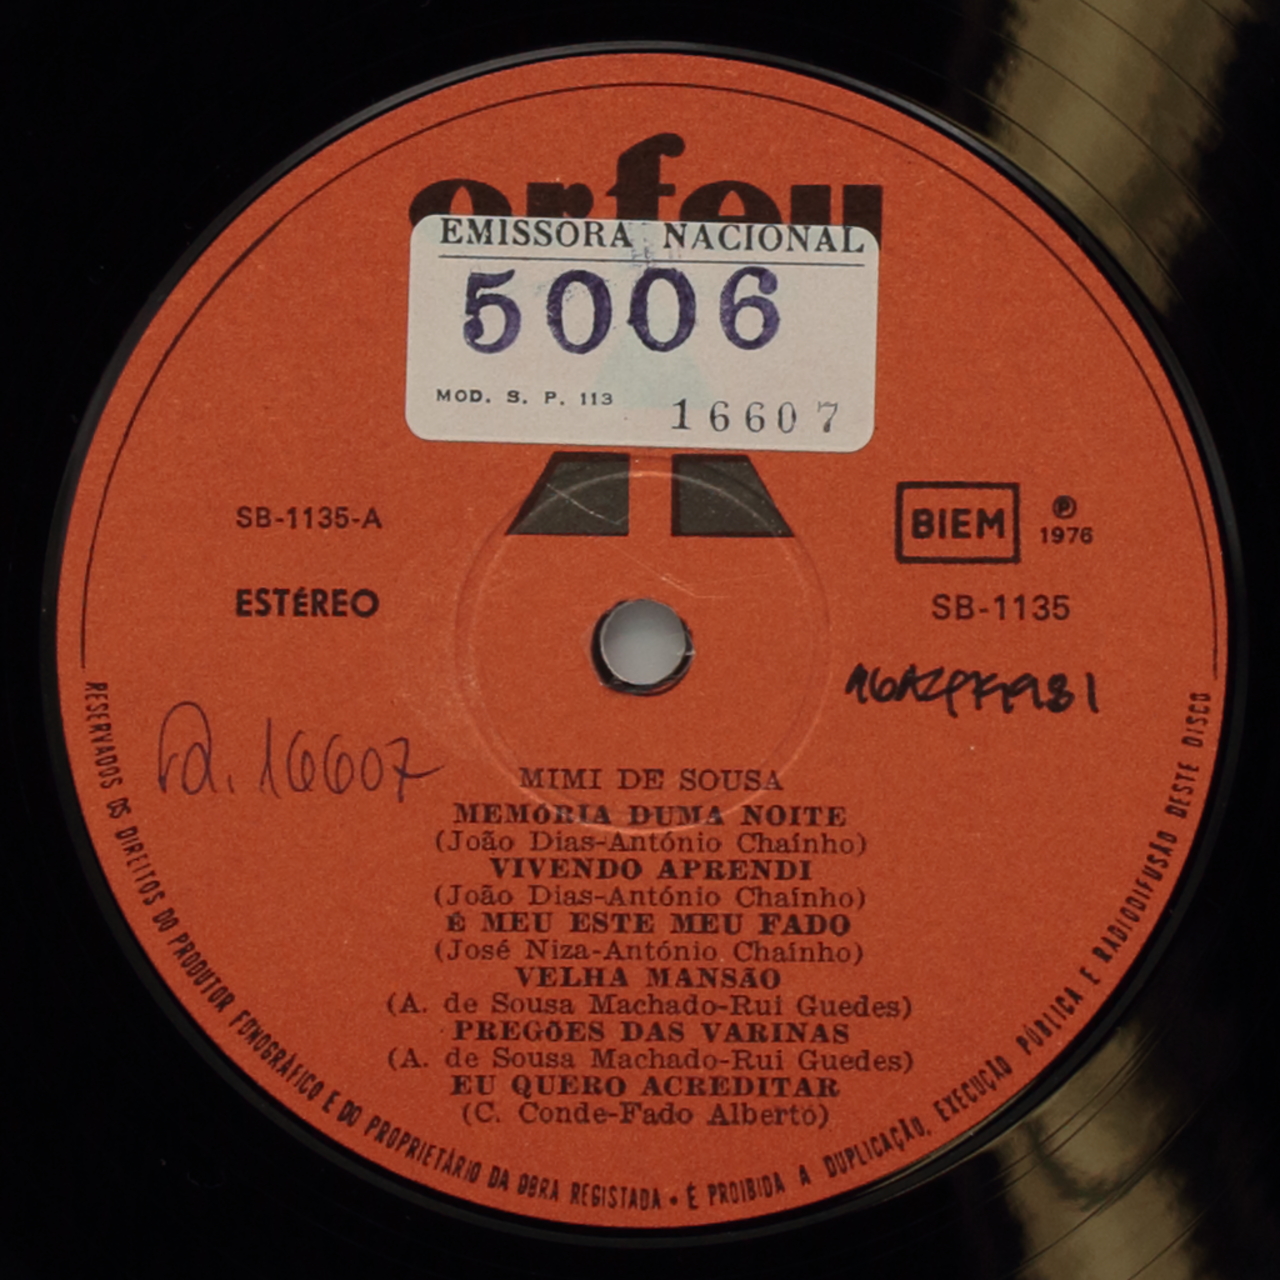 orfeu
EMISSORA NACIONAL
5006
MOD. S. P. 113
16607
SB-1135-A
BIEM
℗
1976
ESTÉREO
SB-1135
16607
MIMI DE SOUSA
MEMÓRIA DUMA NOITE
(João Dias-António Chaínho)
VIVENDO APRENDI
(João Dias-António Chaínho)
É MEU ESTE MEU FADO
(José Niza-António Chaínho)
VELHA MANSÃO
(A. de Sousa Machado-Rui Guedes)
PREGÕES DAS VARINAS
(A. de Sousa Machado-Rui Guedes)
EU QUERO ACREDITAR
(C. Conde-Fado Alberto)
RESERVADOS OS DIREITOS DO PRODUTOR FONOGRÁFICO E DO PROPRIETÁRIO DA OBRA REGISTADA • É PROIBIDA A DUPLICAÇÃO, EXECUÇÃO PÚBLICA E RADIODIFUSÃO DESTE DISCO